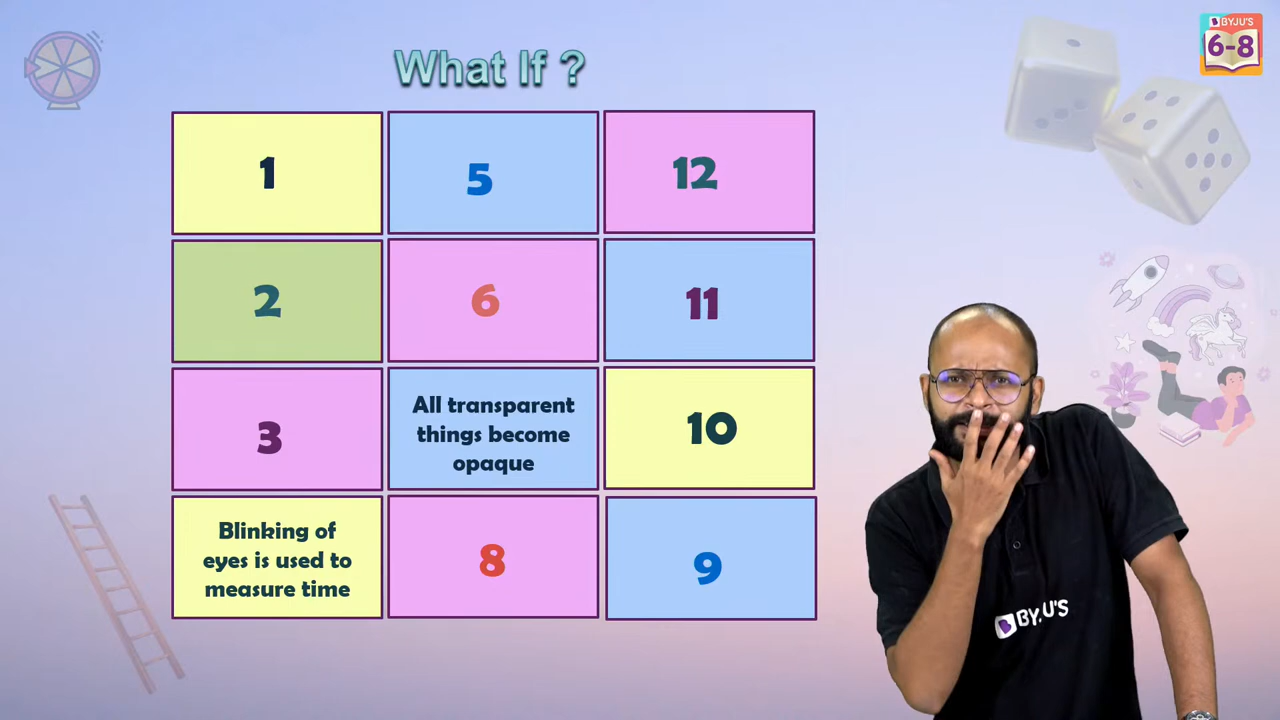 What If ?
BYJU'S
6-8
1
5
12
2
6
11
3
All transparent
things become
opaque
10
Blinking of
eyes is used to
measure time
8
9
BYJU'S